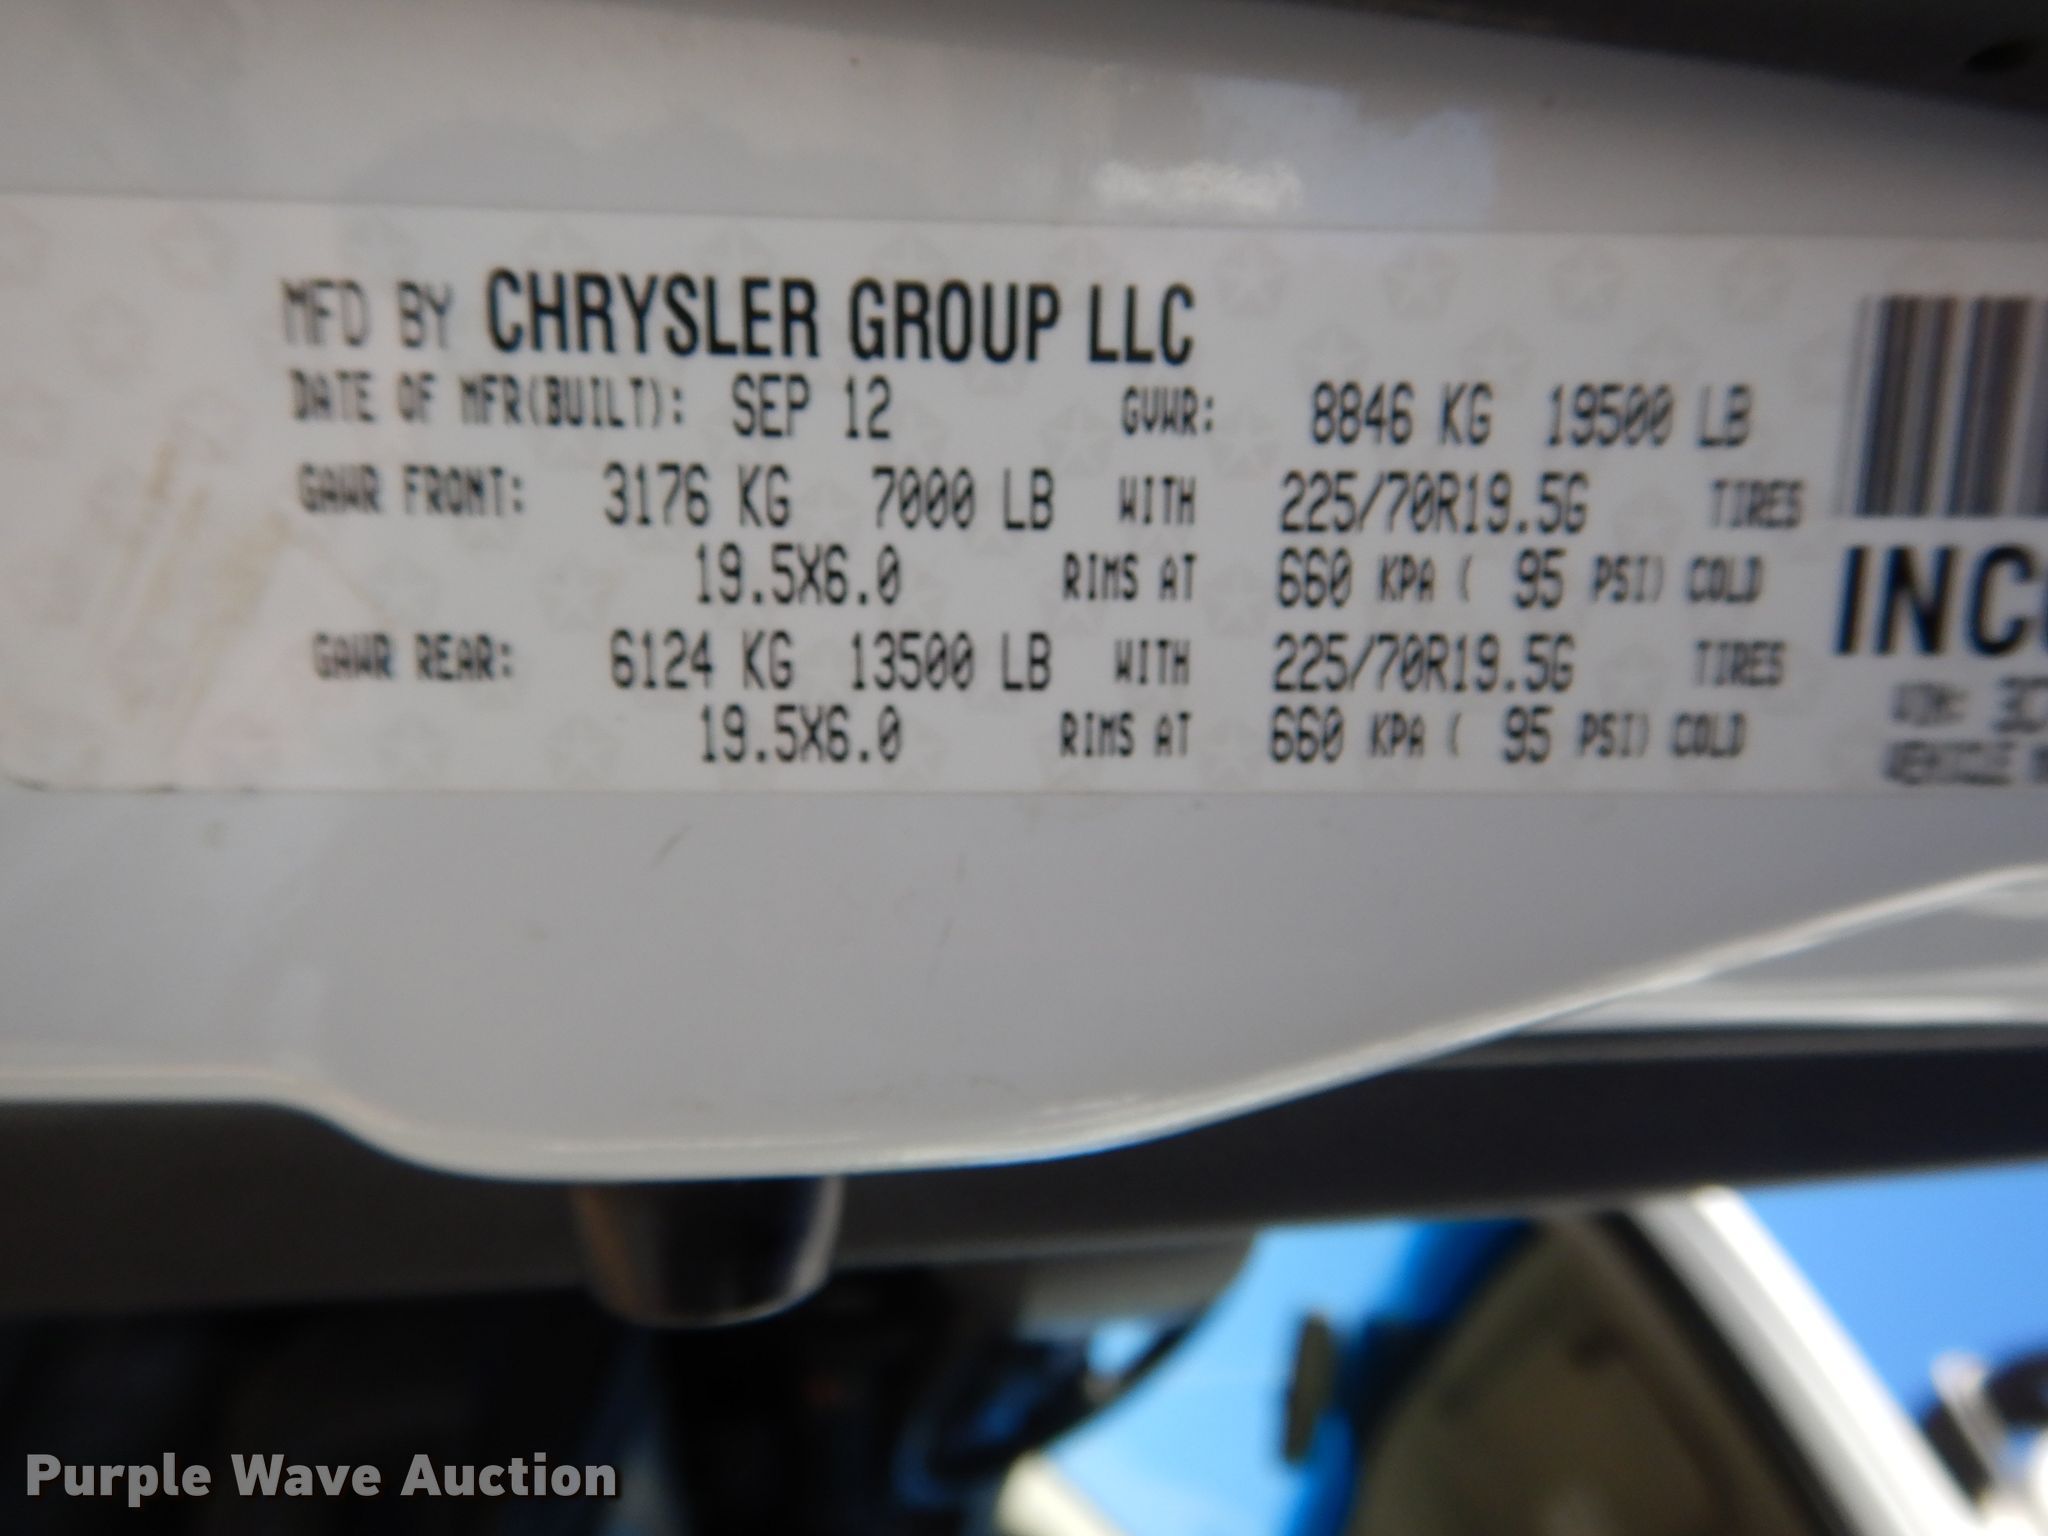 MFD BY CHRYSLER GROUP LLC
DATE OF MFR(BUILT): SEP 12 GVWR: 8846 KG 19500 LB
GAWR FRONT: 3176 KG 7000 LB WITH 225/70R19.5G TIRES
19.5X6.0 RIMS AT 660 KPA ( 95 PSI) COLD
GAWR REAR: 6124 KG 13500 LB WITH 225/70R19.5G TIRES
19.5X6.0 RIMS AT 660 KPA ( 95 PSI) COLD
INC
VIN: 3C
VEHICLE
Purple Wave Auction